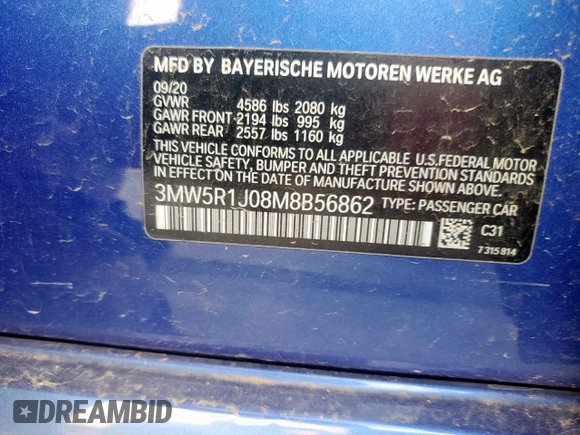 MFD BY BAYERISCHE MOTOREN WERKE AG
09/20
GVWR 4586 lbs 2080 kg
GAWR FRONT 2194 lbs 995 kg
GAWR REAR 2557 lbs 1160 kg
THIS VEHICLE CONFORMS TO ALL APPLICABLE U.S.FEDERAL MOTOR
VEHICLE SAFETY, BUMPER AND THEFT PREVENTION STANDARDS
IN EFFECT ON THE DATE OF MANUFACTURE SHOWN ABOVE.
3MW5R1J08M8B56862 TYPE: PASSENGER CAR
C31
7315814
DREAMBID